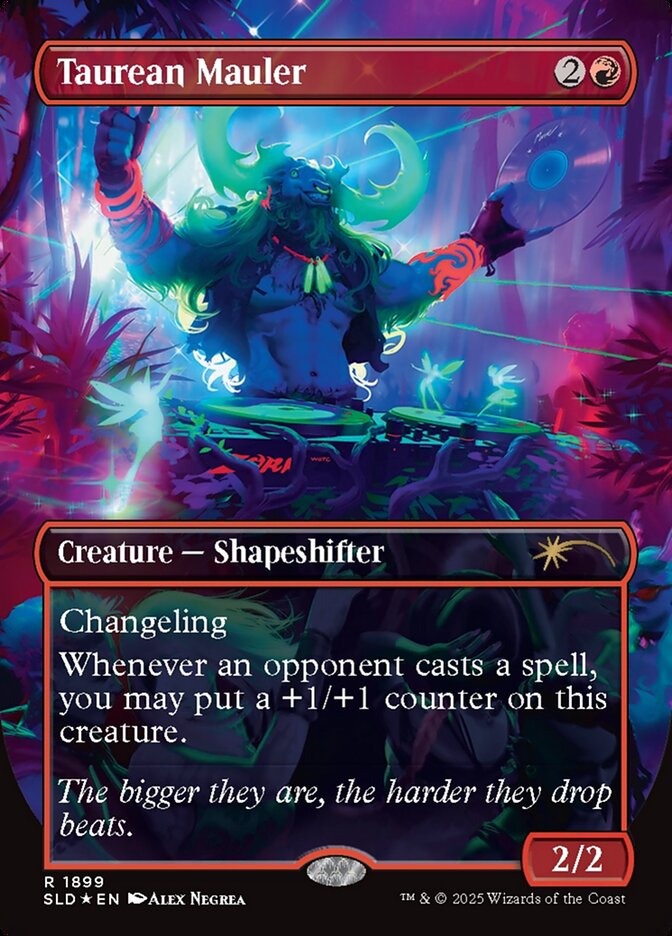 Taurean Mauler 2
Creature — Shapeshifter
Changeling
Whenever an opponent casts a spell,
you may put a +1/+1 counter on this
creature.
The bigger they are, the harder they drop
beats.
2/2
R 1899
SLD★EN ALEX NEGREA
™ & © 2025 Wizards of the Coast